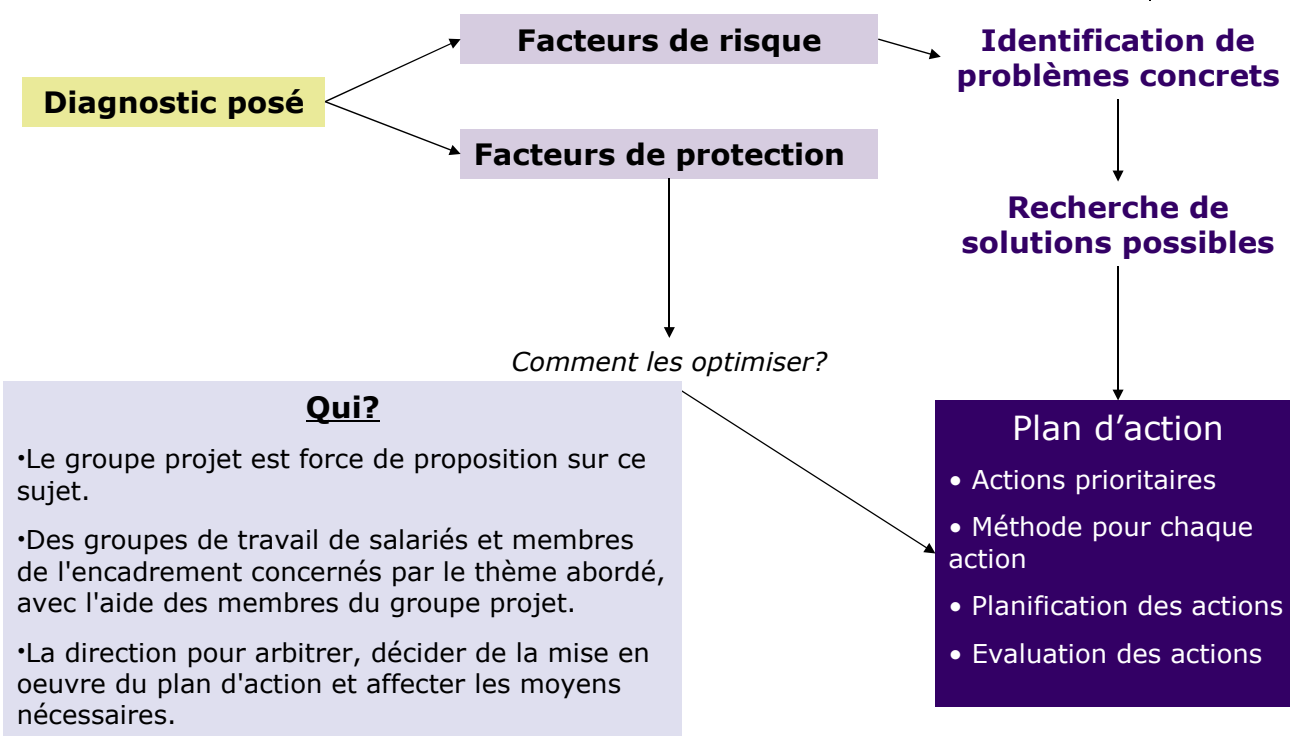 Diagnostic posé
Facteurs de risque
Facteurs de protection
Identification de
problèmes concrets
Recherche de
solutions possibles
Comment les optimiser?
Qui?
•Le groupe projet est force de proposition sur ce
sujet.
•Des groupes de travail de salariés et membres
de l'encadrement concernés par le thème abordé,
avec l'aide des membres du groupe projet.
•La direction pour arbitrer, décider de la mise en
oeuvre du plan d'action et affecter les moyens
nécessaires.
Plan d’action
• Actions prioritaires
• Méthode pour chaque
action
• Planification des actions
• Evaluation des actions